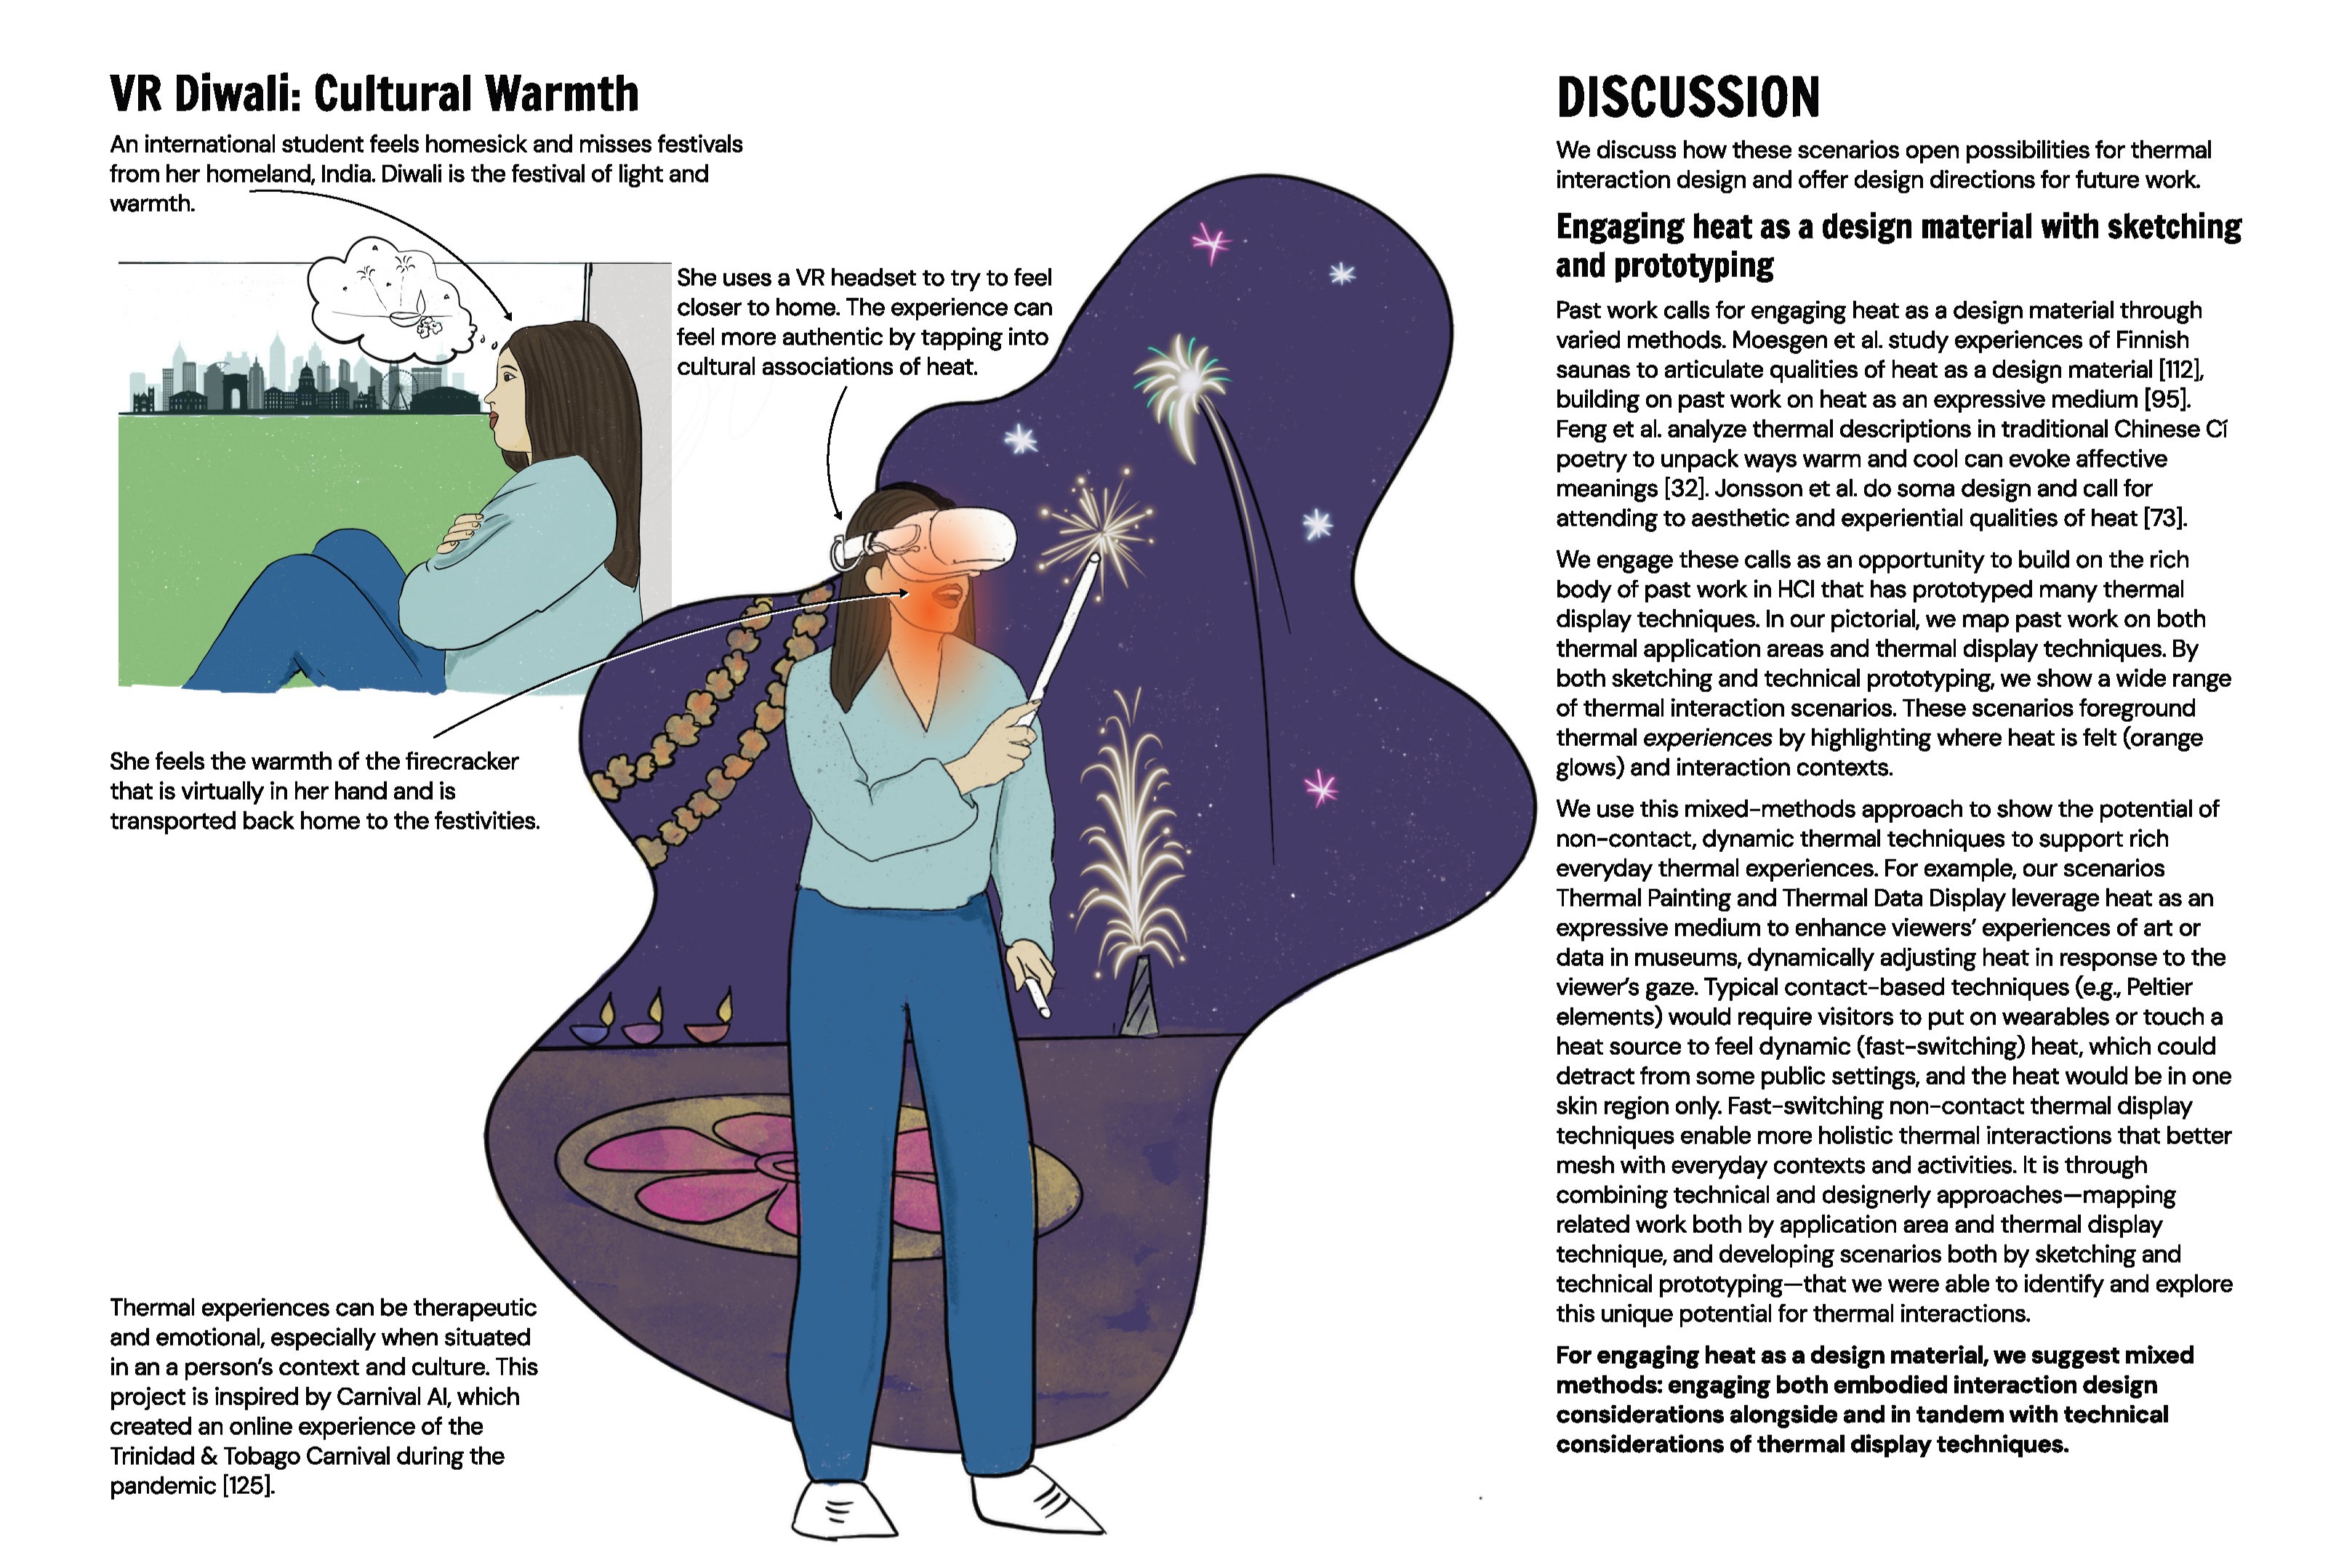 VR Diwali: Cultural Warmth
An international student feels homesick and misses festivals
from her homeland, India. Diwali is the festival of light and
warmth.
She uses a VR headset to try to feel
closer to home. The experience can
feel more authentic by tapping into
cultural associations of heat.
She feels the warmth of the firecracker
that is virtually in her hand and is
transported back home to the festivities.
Thermal experiences can be therapeutic
and emotional, especially when situated
in an a person's context and culture. This
project is inspired by Carnival AI, which
created an online experience of the
Trinidad & Tobago Carnival during the
pandemic [125].
DISCUSSION
We discuss how these scenarios open possibilities for thermal
interaction design and offer design directions for future work.
Engaging heat as a design material with sketching
and prototyping
Past work calls for engaging heat as a design material through
varied methods. Moesgen et al. study experiences of Finnish
saunas to articulate qualities of heat as a design material [112],
building on past work on heat as an expressive medium [95].
Feng et al. analyze thermal descriptions in traditional Chinese Cí
poetry to unpack ways warm and cool can evoke affective
meanings [32]. Jonsson et al. do soma design and call for
attending to aesthetic and experiential qualities of heat [73].
We engage these calls as an opportunity to build on the rich
body of past work in HCI that has prototyped many thermal
display techniques. In our pictorial, we map past work on both
thermal application areas and thermal display techniques. By
both sketching and technical prototyping, we show a wide range
of thermal interaction scenarios. These scenarios foreground
thermal experiences by highlighting where heat is felt (orange
glows) and interaction contexts.
We use this mixed-methods approach to show the potential of
non-contact, dynamic thermal techniques to support rich
everyday thermal experiences. For example, our scenarios
Thermal Painting and Thermal Data Display leverage heat as an
expressive medium to enhance viewers' experiences of art or
data in museums, dynamically adjusting heat in response to the
viewer's gaze. Typical contact-based techniques (e.g., Peltier
elements) would require visitors to put on wearables or touch a
heat source to feel dynamic (fast-switching) heat, which could
detract from some public settings, and the heat would be in one
skin region only. Fast-switching non-contact thermal display
techniques enable more holistic thermal interactions that better
mesh with everyday contexts and activities. It is through
combining technical and designerly approaches—mapping
related work both by application area and thermal display
technique, and developing scenarios both by sketching and
technical prototyping—that we were able to identify and explore
this unique potential for thermal interactions.
For engaging heat as a design material, we suggest mixed
methods: engaging both embodied interaction design
considerations alongside and in tandem with technical
considerations of thermal display techniques.